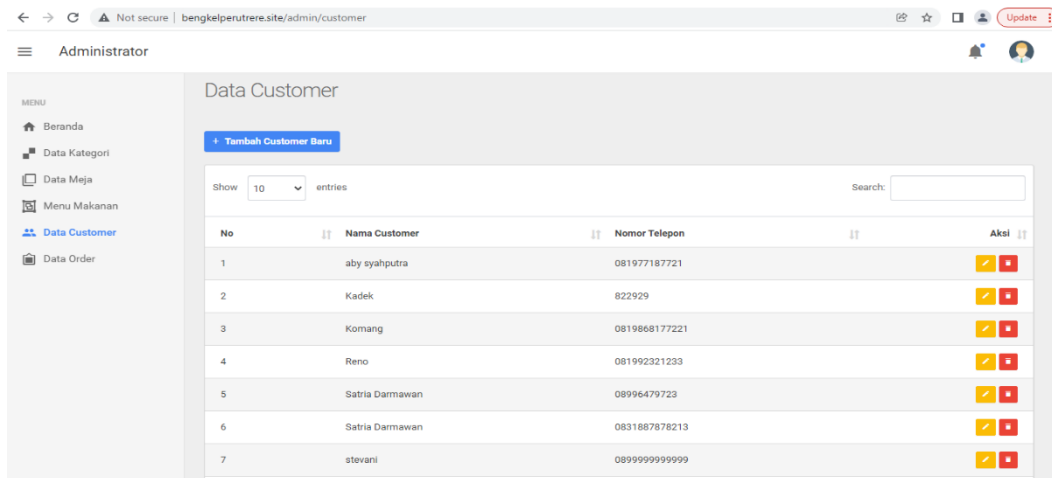 Not secure | bengkelperutrere.site/admin/customer Update
Administrator
Data Customer
MENU
Beranda
Data Kategori
Data Meja
Menu Makanan
Data Customer
Data Order
+ Tambah Customer Baru
Show 10 entries Search:
No Nama Customer Nomor Telepon Aksi
1 aby syahputra 081977187721
2 Kadek 822929
3 Komang 0819868177221
4 Reno 081992321233
5 Satria Darmawan 08996479723
6 Satria Darmawan 0831887878213
7 stevani 0899999999999